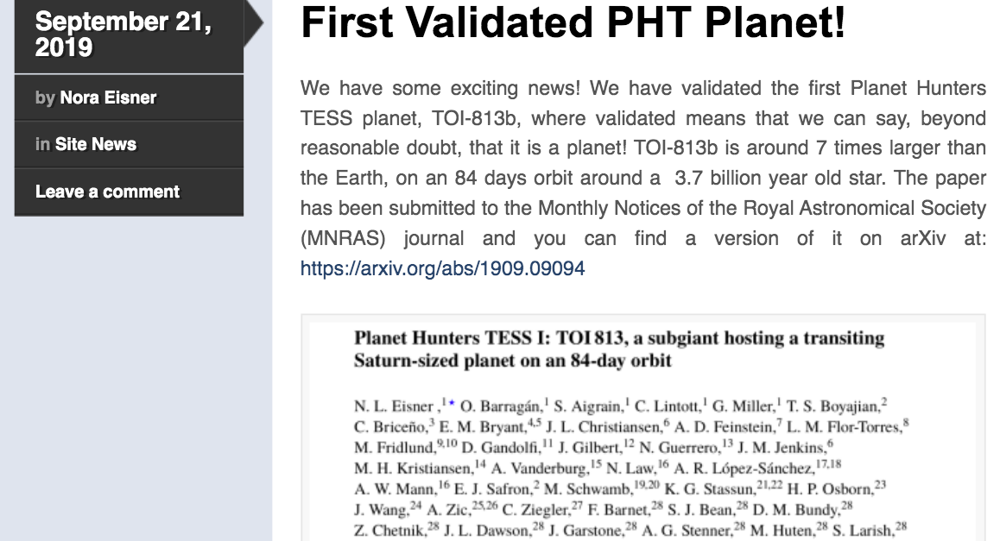 September 21,
2019
by Nora Eisner
in Site News
Leave a comment
First Validated PHT Planet!
We have some exciting news! We have validated the first Planet Hunters
TESS planet, TOI-813b, where validated means that we can say, beyond
reasonable doubt, that it is a planet! TOI-813b is around 7 times larger than
the Earth, on an 84 days orbit around a 3.7 billion year old star. The paper
has been submitted to the Monthly Notices of the Royal Astronomical Society
(MNRAS) journal and you can find a version of it on arXiv at:
https://arxiv.org/abs/1909.09094
Planet Hunters TESS I: TOI 813, a subgiant hosting a transiting
Saturn-sized planet on an 84-day orbit
N. L. Eisner ,¹★ O. Barragán,¹ S. Aigrain,¹ C. Lintott,¹ G. Miller,¹ T. S. Boyajian,²
C. Briceño,³ E. M. Bryant,⁴,⁵ J. L. Christiansen,⁶ A. D. Feinstein,⁷ L. M. Flor-Torres,⁸
M. Fridlund,⁹,¹⁰ D. Gandolfi,¹¹ J. Gilbert,¹² N. Guerrero,¹³ J. M. Jenkins,⁶
M. H. Kristiansen,¹⁴ A. Vanderburg,¹⁵ N. Law,¹⁶ A. R. López-Sánchez,¹⁷,¹⁸
A. W. Mann,¹⁶ E. J. Safron,² M. Schwamb,¹⁹,²⁰ K. G. Stassun,²¹,²² H. P. Osborn,²³
J. Wang,²⁴ A. Zic,²⁵,²⁶ C. Ziegler,²⁷ F. Barnet,²⁸ S. J. Bean,²⁸ D. M. Bundy,²⁸
Z. Chetnik,²⁸ J. L. Dawson,²⁸ J. Garstone,²⁸ A. G. Stenner,²⁸ M. Huten,²⁸ S. Larish,²⁸